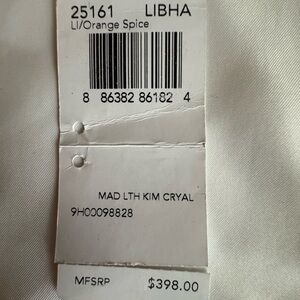 25161 LIBHA
LI/Orange Spice
8 86382 86182 4
MAD LTH KIM CRYAL
9H00098828
MFSRP $398.00